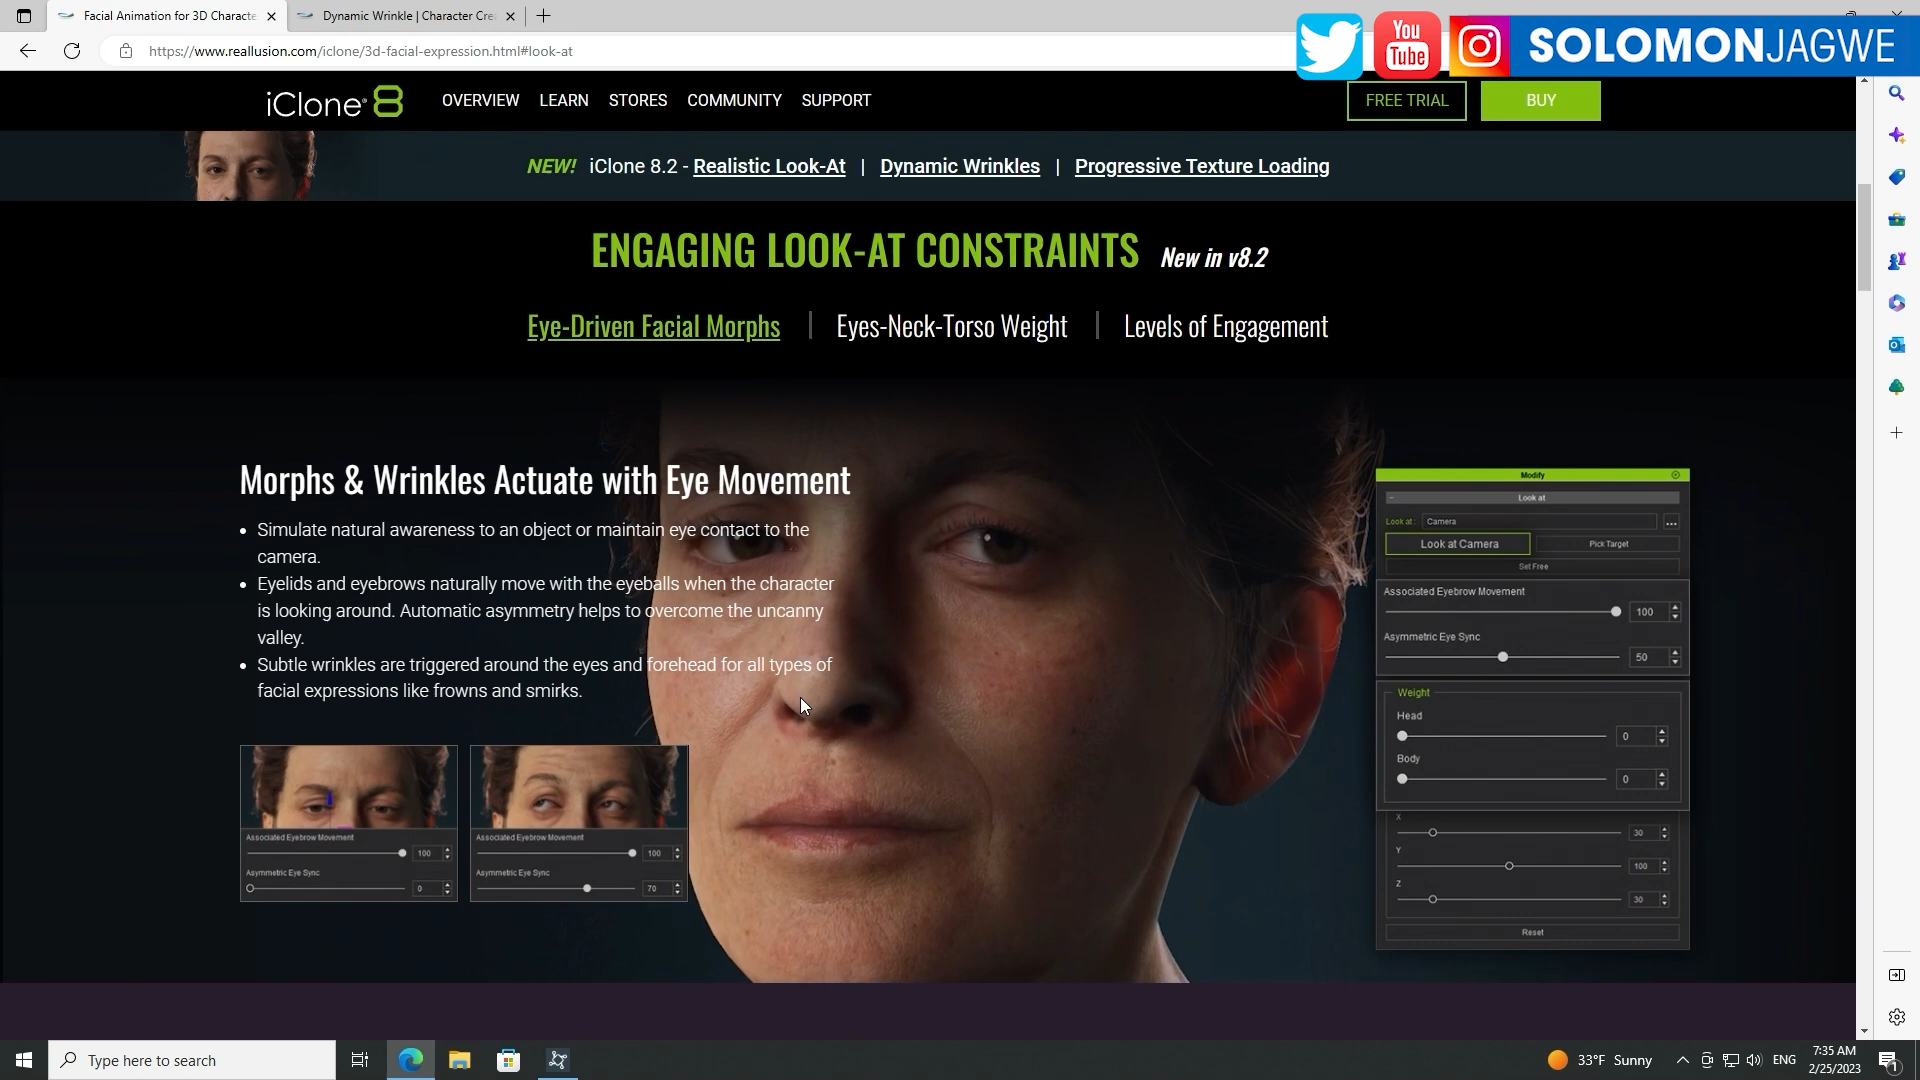 Facial Animation for 3D Characte
Dynamic Wrinkle | Character Cre
https://www.reallusion.com/iclone/3d-facial-expression.html#look-at
You
Tube
SOLOMONJAGWE
iClone 8
OVERVIEW
LEARN
STORES
COMMUNITY
SUPPORT
FREE TRIAL
BUY
NEW! iClone 8.2 - Realistic Look-At | Dynamic Wrinkles | Progressive Texture Loading
ENGAGING LOOK-AT CONSTRAINTS New in v8.2
Eye-Driven Facial Morphs | Eyes-Neck-Torso Weight | Levels of Engagement
Morphs & Wrinkles Actuate with Eye Movement
• Simulate natural awareness to an object or maintain eye contact to the
camera.
• Eyelids and eyebrows naturally move with the eyeballs when the character
is looking around. Automatic asymmetry helps to overcome the uncanny
valley.
• Subtle wrinkles are triggered around the eyes and forehead for all types of
facial expressions like frowns and smirks.
Associated Eyebrow Movement
100
Asymmetric Eye Sync
0
Associated Eyebrow Movement
100
Asymmetric Eye Sync
70
Modify
Look at
Look at : Camera ...
Look at Camera
Pick Target
Set Free
Associated Eyebrow Movement
100
Asymmetric Eye Sync
50
Weight
Head
0
Body
0
X
30
Y
100
Z
30
Reset
Type here to search
33°F Sunny
ENG
7:35 AM
2/25/2023
1